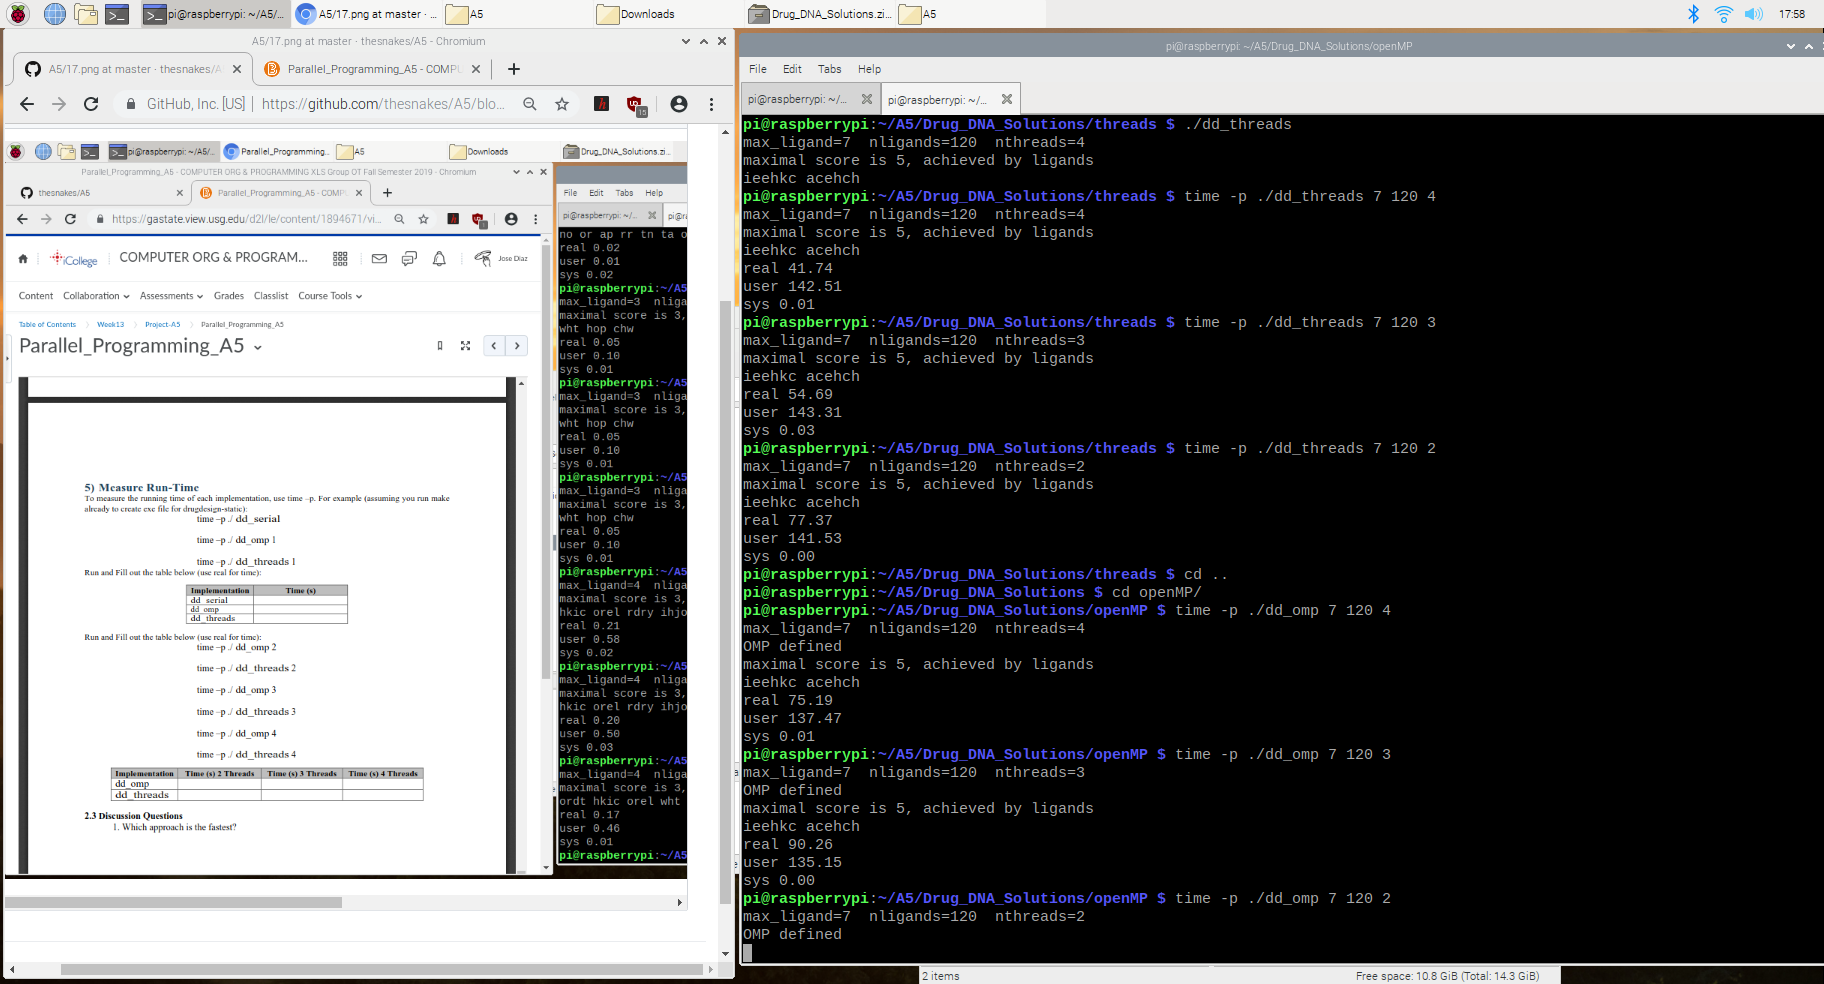 pi@raspberrypi: ~/A5/...
A5/17.png at master · ...
A5
Downloads
Drug_DNA_Solutions.zi...
A5
17:58
A5/17.png at master · thesnakes/A5 - Chromium
A5/17.png at master · thesnakes/A
Parallel_Programming_A5 - COMPU
GitHub, Inc. [US]
https://github.com/thesnakes/A5/blo...
15
pi@raspberrypi: ~/A5/...
Parallel_Programming...
A5
Downloads
Drug_DNA_Solutions.zi...
Parallel_Programming_A5 - COMPUTER ORG & PROGRAMMING XLS Group OT Fall Semester 2019 - Chromium
thesnakes/A5
Parallel_Programming_A5 - COMPU
https://gastate.view.usg.edu/d2l/le/content/1894671/vi...
iCollege
COMPUTER ORG & PROGRAM...
Jose Diaz
Content
Collaboration
Assessments
Grades
Classlist
Course Tools
Table of Contents
Week13
Project-A5
Parallel_Programming_A5
Parallel_Programming_A5
5) Measure Run-Time
To measure the running time of each implementation, use time –p. For example (assuming you run make
already to create exe file for drugdesign-static):
time –p ./ dd_serial
time –p ./ dd_omp 1
time –p ./ dd_threads 1
Run and Fill out the table below (use real for time):
Implementation Time (s)
dd_serial
dd_omp
dd_threads
Run and Fill out the table below (use real for time):
time –p ./ dd_omp 2
time –p ./ dd_threads 2
time –p ./ dd_omp 3
time –p ./ dd_threads 3
time –p ./ dd_omp 4
time –p ./ dd_threads 4
Implementation Time (s) 2 Threads Time (s) 3 Threads Time (s) 4 Threads
dd_omp
dd_threads
2.3 Discussion Questions
1. Which approach is the fastest?
File Edit Tabs Help
pi@raspberrypi: ~/...
pi@ra
no or ap rr tn ta o
real 0.02
user 0.01
sys 0.02
pi@raspberrypi:~/A5
max_ligand=3 nliga
maximal score is 3,
wht hop chw
real 0.05
user 0.10
sys 0.01
pi@raspberrypi:~/A5
max_ligand=3 nliga
maximal score is 3,
wht hop chw
real 0.05
user 0.10
sys 0.01
pi@raspberrypi:~/A5
max_ligand=3 nliga
maximal score is 3,
wht hop chw
real 0.05
user 0.10
sys 0.01
pi@raspberrypi:~/A5
max_ligand=4 nliga
maximal score is 3,
hkic orel rdry ihjo
real 0.21
user 0.58
sys 0.02
pi@raspberrypi:~/A5
max_ligand=4 nliga
maximal score is 3,
hkic orel rdry ihjo
real 0.20
user 0.50
sys 0.03
pi@raspberrypi:~/A5
max_ligand=4 nliga
maximal score is 3,
ordt hkic orel wht
real 0.17
user 0.46
sys 0.01
pi@raspberrypi:~/A5
pi@raspberrypi: ~/A5/Drug_DNA_Solutions/openMP
File Edit Tabs Help
pi@raspberrypi: ~/...
pi@raspberrypi: ~/...
pi@raspberrypi:~/A5/Drug_DNA_Solutions/threads $ ./dd_threads
max_ligand=7 nligands=120 nthreads=4
maximal score is 5, achieved by ligands
ieehkc acehch
pi@raspberrypi:~/A5/Drug_DNA_Solutions/threads $ time -p ./dd_threads 7 120 4
max_ligand=7 nligands=120 nthreads=4
maximal score is 5, achieved by ligands
ieehkc acehch
real 41.74
user 142.51
sys 0.01
pi@raspberrypi:~/A5/Drug_DNA_Solutions/threads $ time -p ./dd_threads 7 120 3
max_ligand=7 nligands=120 nthreads=3
maximal score is 5, achieved by ligands
ieehkc acehch
real 54.69
user 143.31
sys 0.03
pi@raspberrypi:~/A5/Drug_DNA_Solutions/threads $ time -p ./dd_threads 7 120 2
max_ligand=7 nligands=120 nthreads=2
maximal score is 5, achieved by ligands
ieehkc acehch
real 77.37
user 141.53
sys 0.00
pi@raspberrypi:~/A5/Drug_DNA_Solutions/threads $ cd ..
pi@raspberrypi:~/A5/Drug_DNA_Solutions $ cd openMP/
pi@raspberrypi:~/A5/Drug_DNA_Solutions/openMP $ time -p ./dd_omp 7 120 4
max_ligand=7 nligands=120 nthreads=4
OMP defined
maximal score is 5, achieved by ligands
ieehkc acehch
real 75.19
user 137.47
sys 0.01
pi@raspberrypi:~/A5/Drug_DNA_Solutions/openMP $ time -p ./dd_omp 7 120 3
max_ligand=7 nligands=120 nthreads=3
OMP defined
maximal score is 5, achieved by ligands
ieehkc acehch
real 90.26
user 135.15
sys 0.00
pi@raspberrypi:~/A5/Drug_DNA_Solutions/openMP $ time -p ./dd_omp 7 120 2
max_ligand=7 nligands=120 nthreads=2
OMP defined
2 items
Free space: 10.8 GiB (Total: 14.3 GiB)